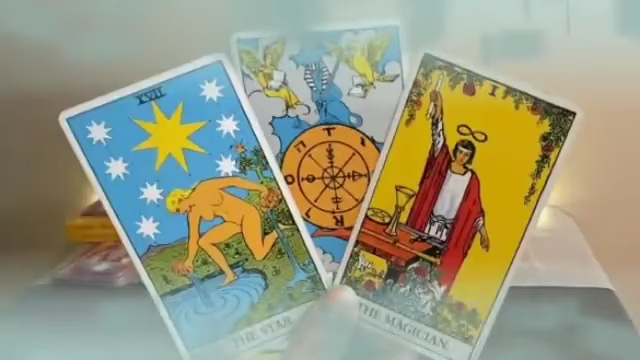 XVII
THE STAR
T
A
R
O
I
THE MAGICIAN.